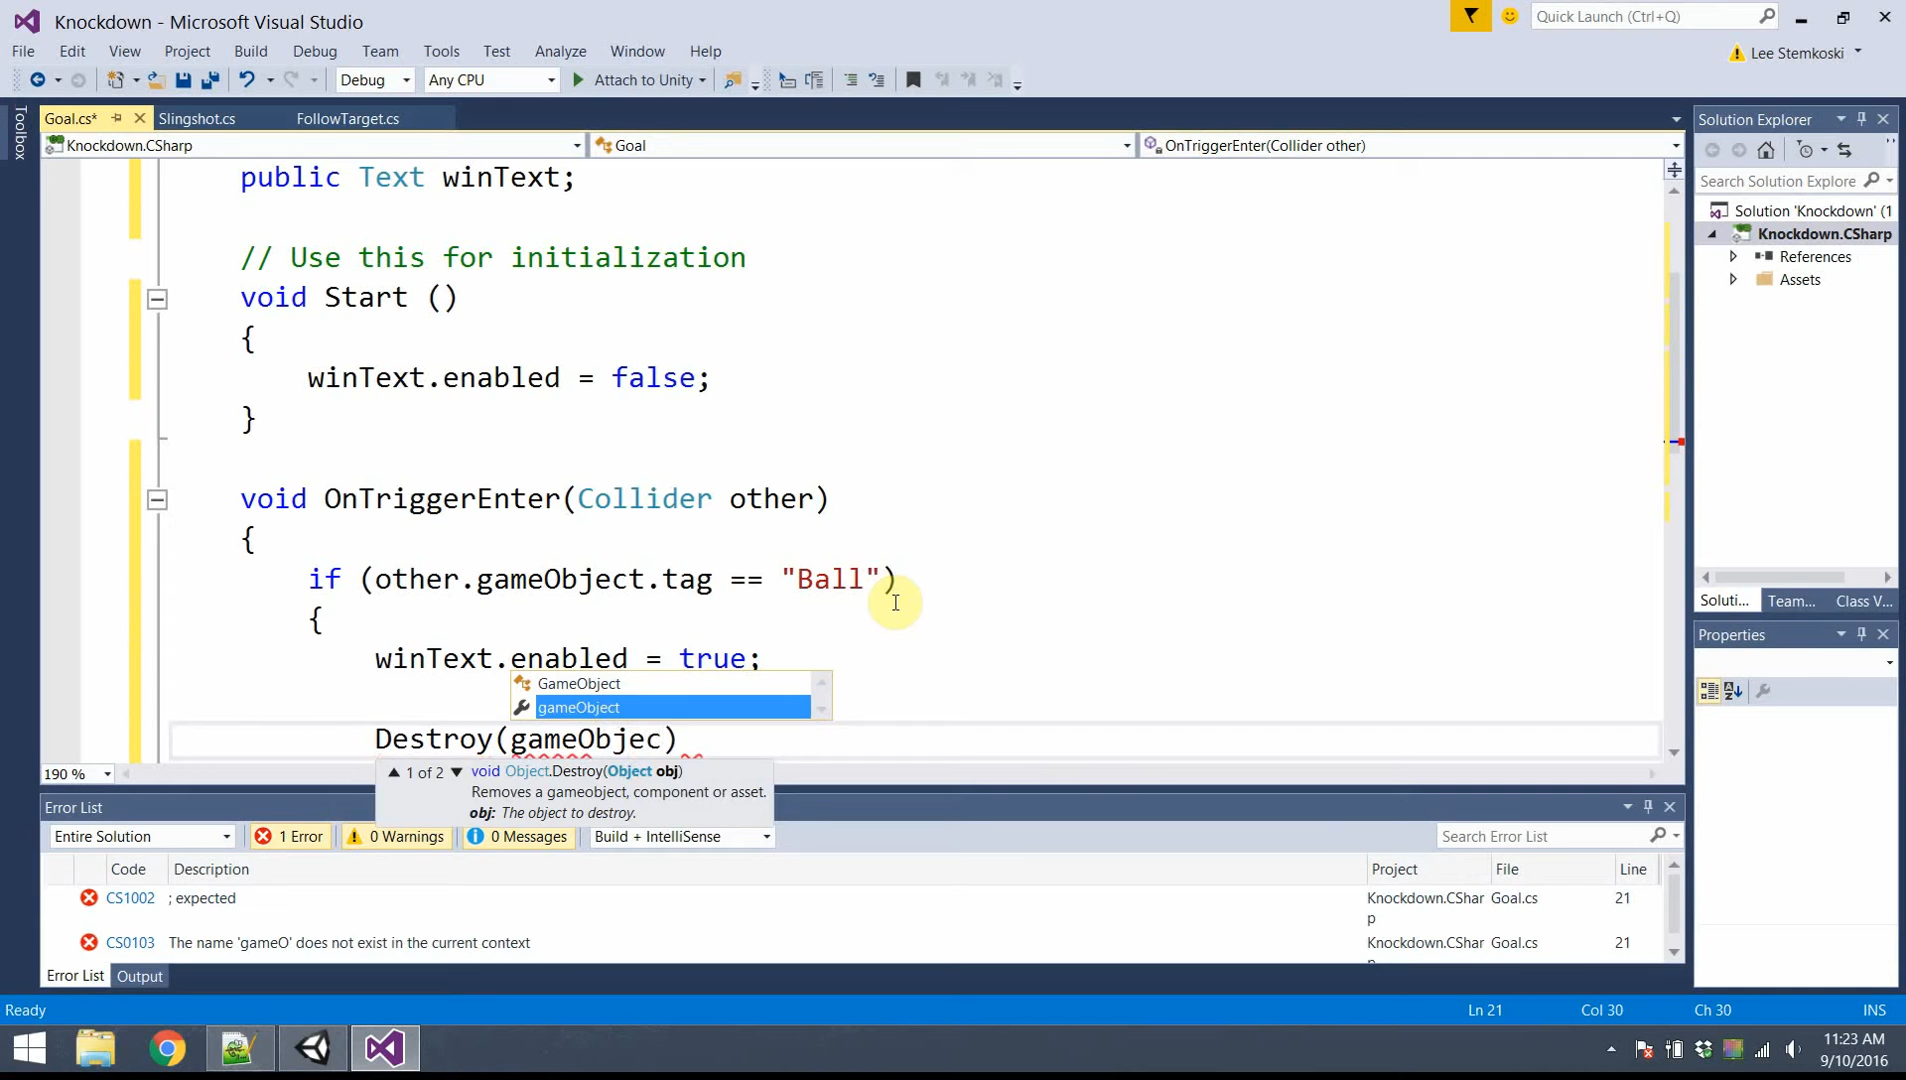 Knockdown - Microsoft Visual Studio
Quick Launch (Ctrl+Q)
File Edit View Project Build Debug Team Tools Test Analyze Window Help
Lee Stemkoski
Debug Any CPU Attach to Unity
Toolbox
Goal.cs* Slingshot.cs FollowTarget.cs
Knockdown.CSharp Goal OnTriggerEnter(Collider other)
public Text winText;
// Use this for initialization
void Start ()
{
winText.enabled = false;
}
void OnTriggerEnter(Collider other)
{
if (other.gameObject.tag == "Ball")
{
winText.enabled = true;
GameObject
gameObject
Destroy(gameObjec)
190 %
1 of 2 void Object.Destroy(Object obj)
Removes a gameobject, component or asset.
obj: The object to destroy.
Solution Explorer
Search Solution Explore
Solution 'Knockdown' (1
Knockdown.CSharp
References
Assets
Soluti... Team... Class V...
Properties
Error List
Entire Solution 1 Error 0 Warnings 0 Messages Build + IntelliSense Search Error List
Code Description Project File Line
CS1002 ; expected Knockdown.CShar Goal.cs 21
p
CS0103 The name 'gameO' does not exist in the current context Knockdown.CShar Goal.cs 21
Error List Output
Ready Ln 21 Col 30 Ch 30 INS
11:23 AM
9/10/2016